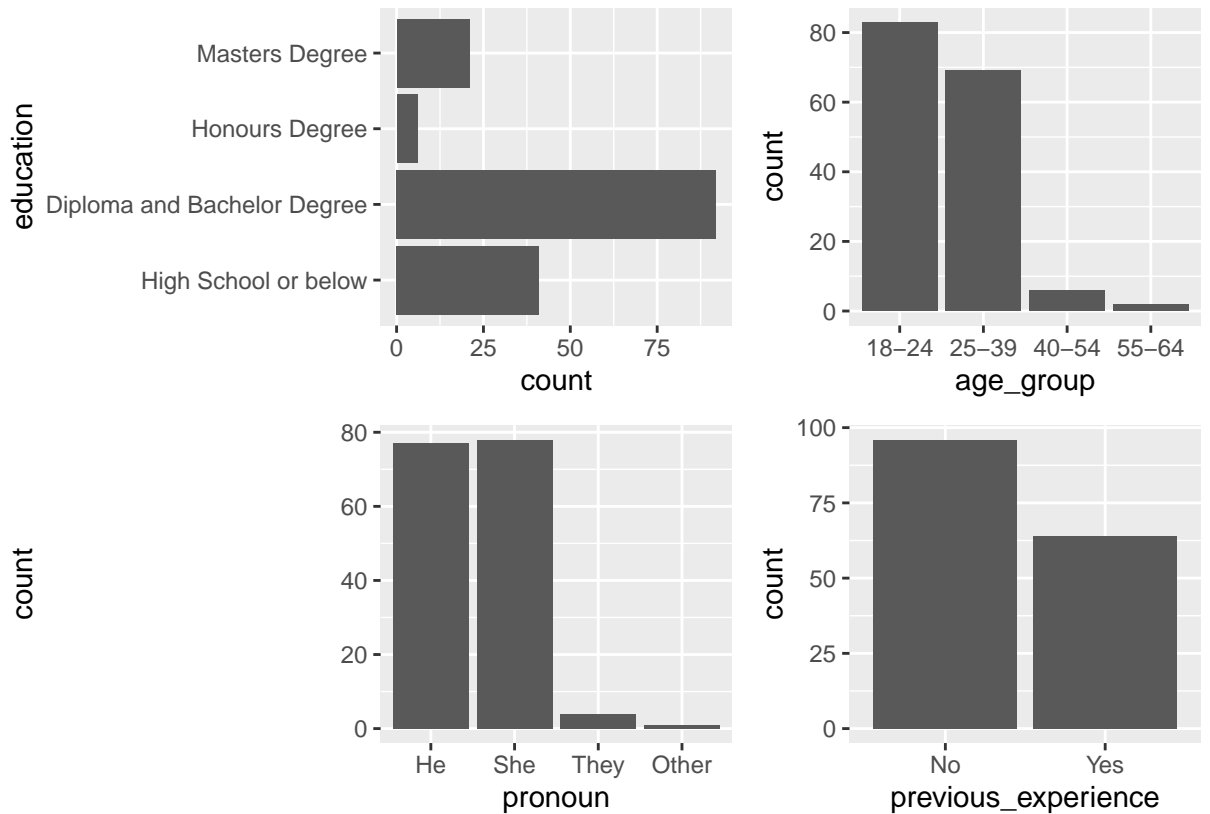 education
Masters Degree
Honours Degree
Diploma and Bachelor Degree
High School or below
0 25 50 75
count
count
80
60
40
20
0
18–24 25–39 40–54 55–64
age_group
count
80
60
40
20
0
He She They Other
pronoun
count
100
75
50
25
0
No Yes
previous_experience